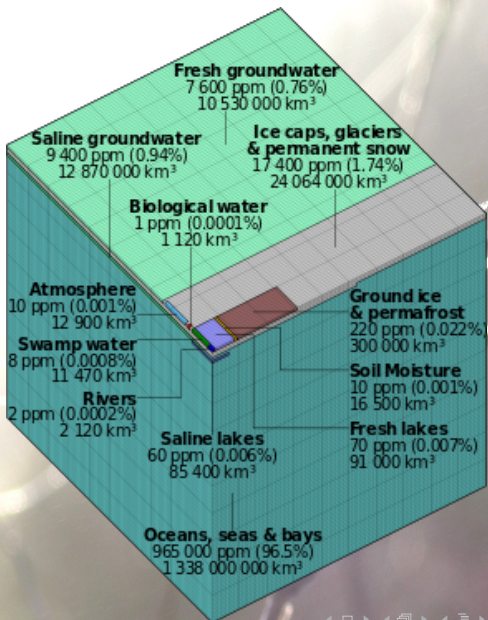 Fresh groundwater
7 600 ppm (0.76%)
10 530 000 km³
Saline groundwater
9 400 ppm (0.94%)
12 870 000 km³
Ice caps, glaciers
& permanent snow
17 400 ppm (1.74%)
24 064 000 km³
Biological water
1 ppm (0.0001%)
1 120 km³
Atmosphere
10 ppm (0.001%)
12 900 km³
Ground ice
& permafrost
220 ppm (0.022%)
300 000 km³
Swamp water
8 ppm (0.0008%)
11 470 km³
Soil Moisture
10 ppm (0.001%)
16 500 km³
Rivers
2 ppm (0.0002%)
2 120 km³
Fresh lakes
70 ppm (0.007%)
91 000 km³
Saline lakes
60 ppm (0.006%)
85 400 km³
Oceans, seas & bays
965 000 ppm (96.5%)
1 338 000 000 km³